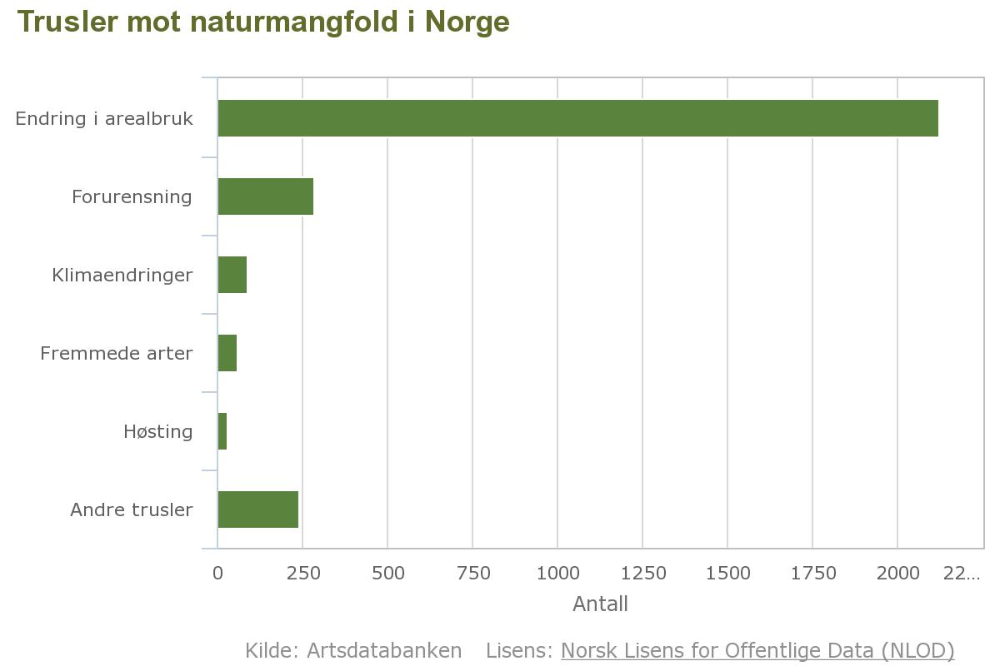 Trusler mot naturmangfold i Norge
Endring i arealbruk
Forurensning
Klimaendringer
Fremmede arter
Høsting
Andre trusler
0 250 500 750 1000 1250 1500 1750 2000 22…
Antall
Kilde: Artsdatabanken Lisens: Norsk Lisens for Offentlige Data (NLOD)